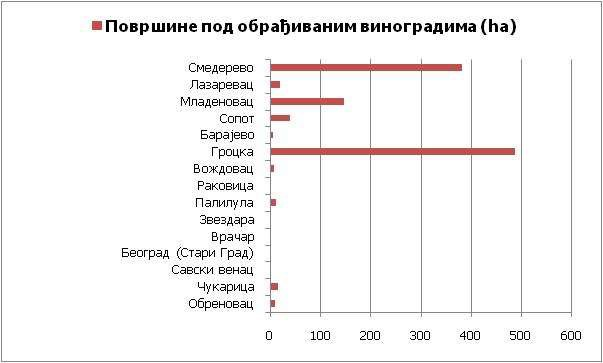 Површине под обрађиваним виноградима (ha)
Смедерево
Лазаревац
Младеновац
Сопот
Барајево
Гроцка
Вождовац
Раковица
Палилула
Звездара
Врачар
Београд (Стари Град)
Савски венац
Чукарица
Обреновац
0 100 200 300 400 500 600